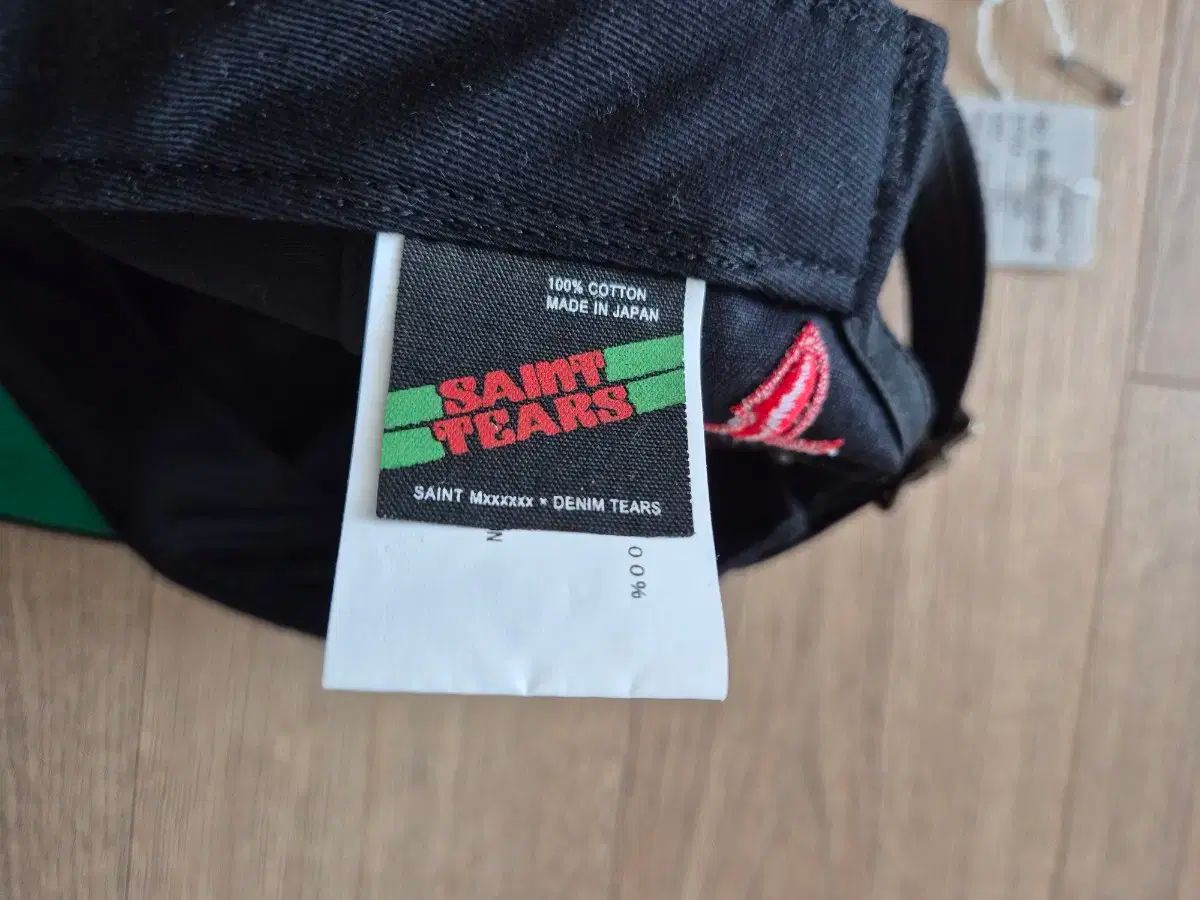 100% COTTON
MADE IN JAPAN
SAINT
TEARS
SAINT Mxxxxxx * DENIM TEARS
N
00%